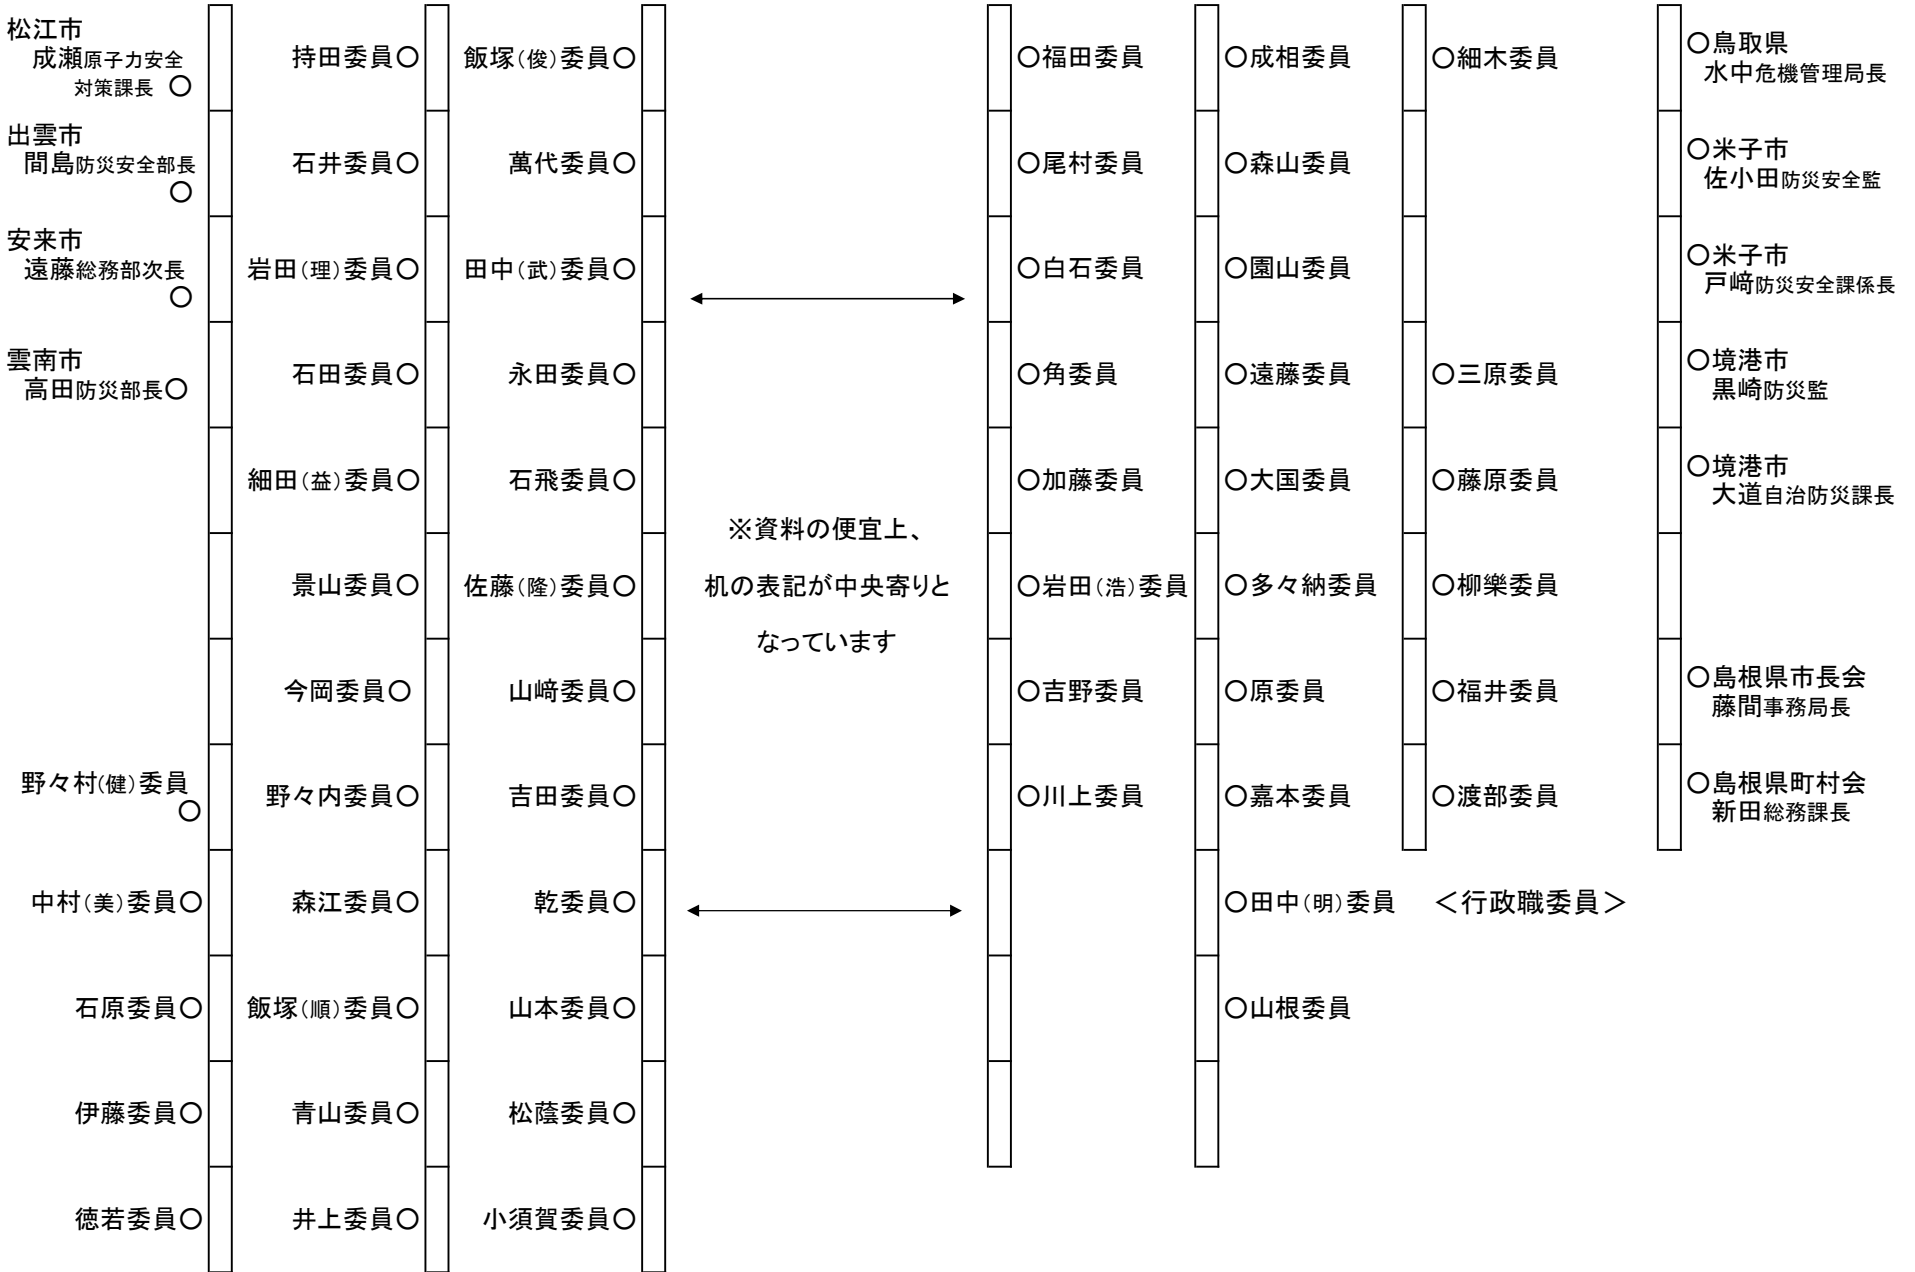 松江市
成瀬原子力安全
対策課長 ○
持田委員○
飯塚(俊)委員○
○福田委員
○成相委員
○細木委員
○鳥取県
水中危機管理局長
出雲市
間島防災安全部長
○
石井委員○
萬代委員○
○尾村委員
○森山委員
○米子市
佐小田防災安全監
安来市
遠藤総務部次長
○
岩田(理)委員○
田中(武)委員○
○白石委員
○園山委員
○米子市
戸﨑防災安全課係長
雲南市
高田防災部長○
石田委員○
永田委員○
○角委員
○遠藤委員
○三原委員
○境港市
黒崎防災監
細田(益)委員○
石飛委員○
○加藤委員
○大国委員
○藤原委員
○境港市
大道自治防災課長
※資料の便宜上、
机の表記が中央寄りと
なっています
景山委員○
佐藤(隆)委員○
○岩田(浩)委員
○多々納委員
○柳樂委員
今岡委員○
山﨑委員○
○吉野委員
○原委員
○福井委員
○島根県市長会
藤間事務局長
野々村(健)委員
○
野々内委員○
吉田委員○
○川上委員
○嘉本委員
○渡部委員
○島根県町村会
新田総務課長
中村(美)委員○
森江委員○
乾委員○
○田中(明)委員
＜行政職委員＞
石原委員○
飯塚(順)委員○
山本委員○
○山根委員
伊藤委員○
青山委員○
松蔭委員○
徳若委員○
井上委員○
小須賀委員○